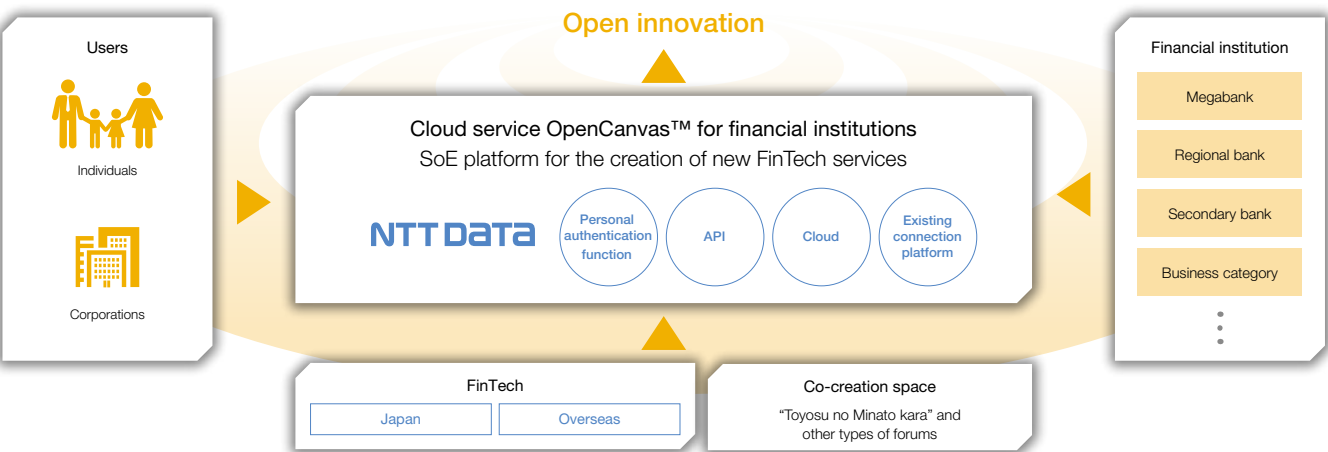 Open innovation
Users
Individuals
Corporations
Cloud service OpenCanvas™ for financial institutions
SoE platform for the creation of new FinTech services
NTT DATA
Personal
authentication
function
API
Cloud
Existing
connection
platform
Financial institution
Megabank
Regional bank
Secondary bank
Business category
FinTech
Japan
Overseas
Co-creation space
“Toyosu no Minato kara” and
other types of forums